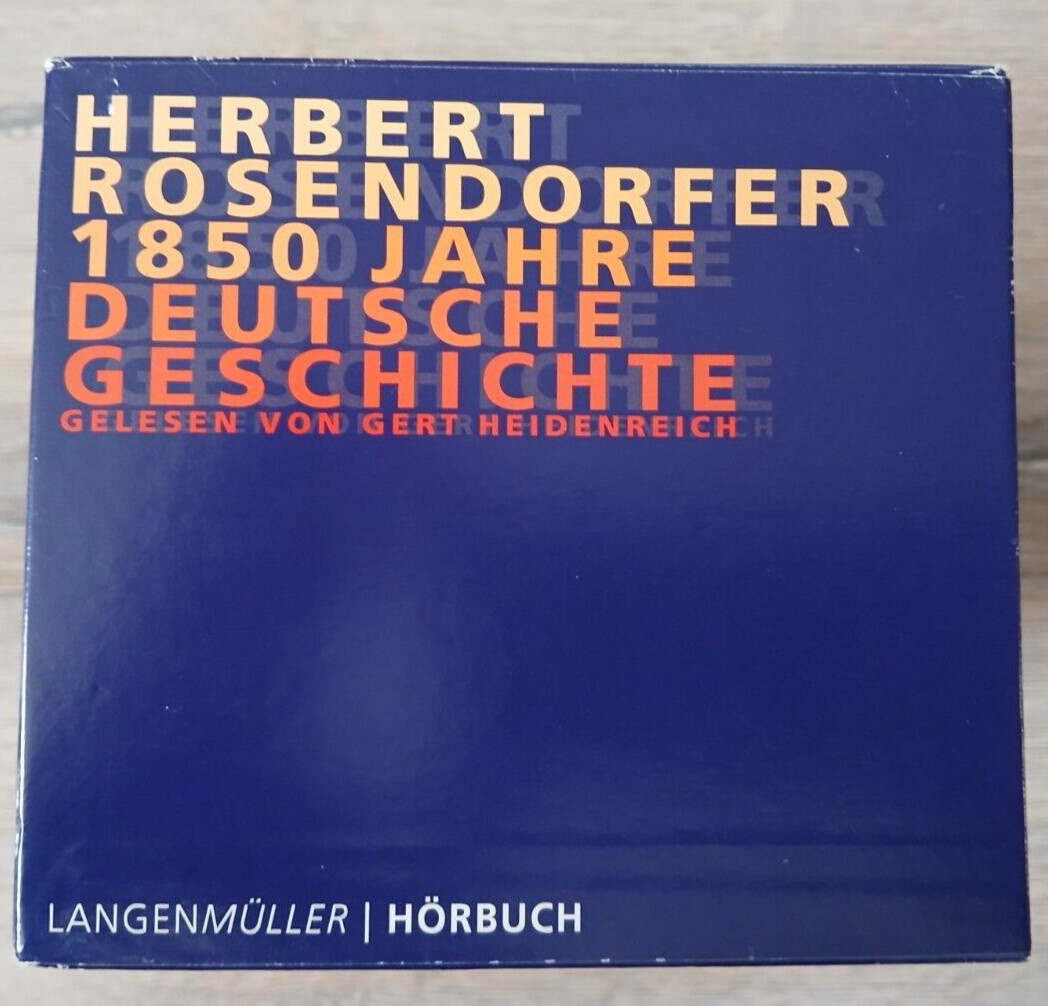 HERBERT
ROSENDORFER
1850 JAHRE
DEUTSCHE
GESCHICHTE
GELESEN VON GERT HEIDENREICH
LANGENMÜLLER | HÖRBUCH